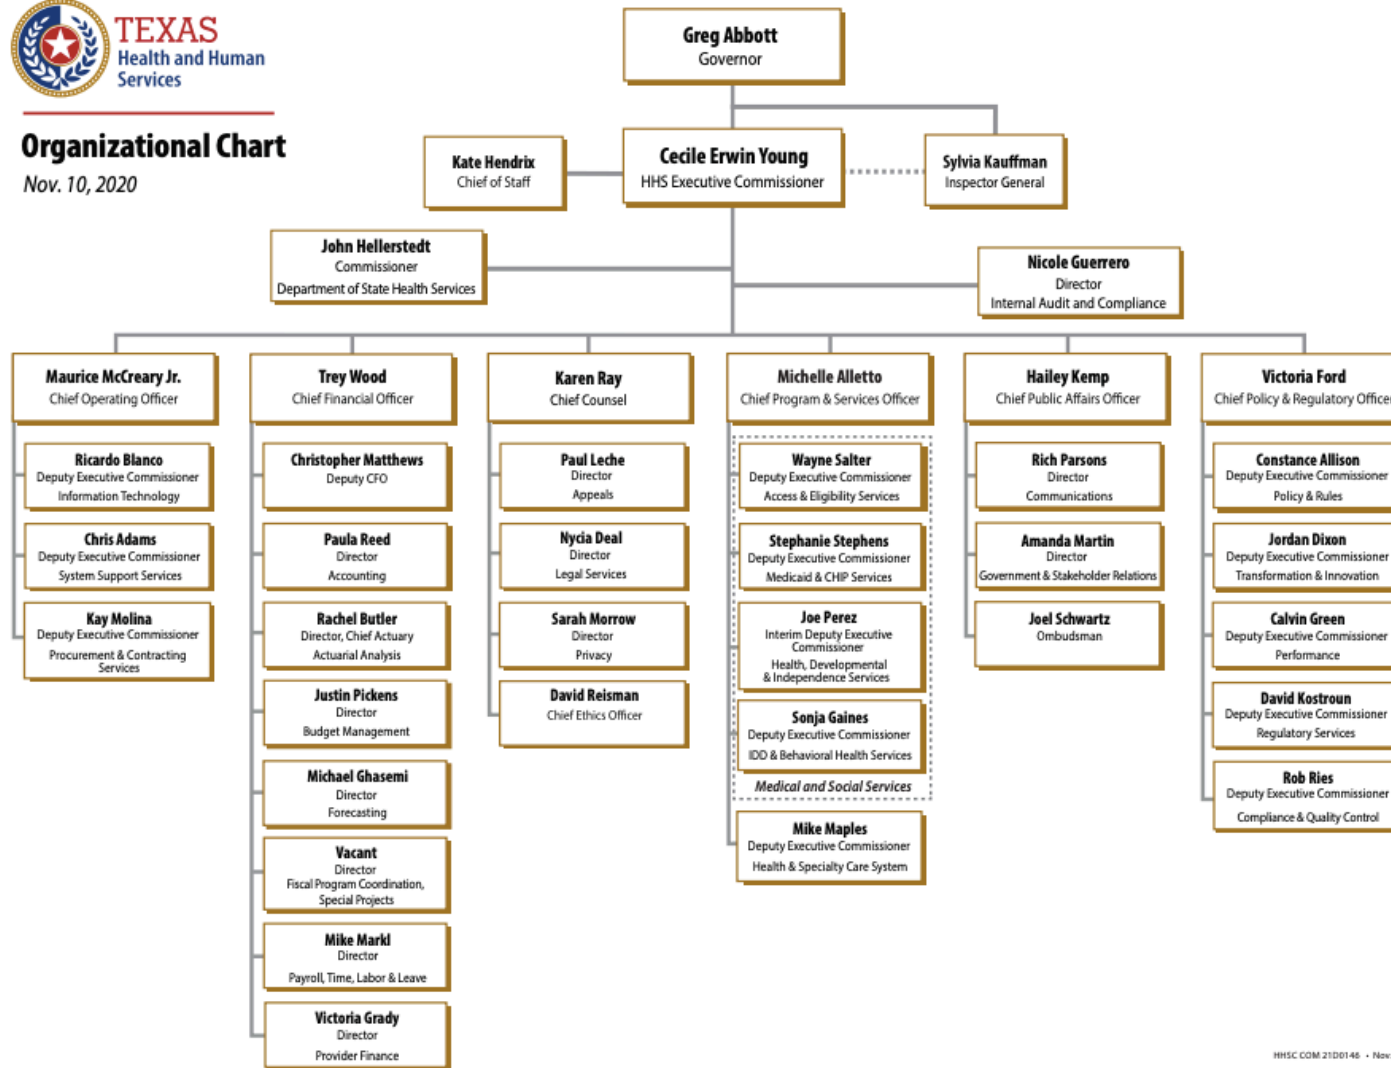 TEXAS
Health and Human
Services
Organizational Chart
Nov. 10, 2020
Greg Abbott
Governor
Kate Hendrix
Chief of Staff
Cecile Erwin Young
HHS Executive Commissioner
Sylvia Kauffman
Inspector General
John Hellerstedt
Commissioner
Department of State Health Services
Nicole Guerrero
Director
Internal Audit and Compliance
Maurice McCreary Jr.
Chief Operating Officer
Ricardo Blanco
Deputy Executive Commissioner
Information Technology
Chris Adams
Deputy Executive Commissioner
System Support Services
Kay Molina
Deputy Executive Commissioner
Procurement & Contracting
Services
Trey Wood
Chief Financial Officer
Christopher Matthews
Deputy CFO
Paula Reed
Director
Accounting
Rachel Butler
Director, Chief Actuary
Actuarial Analysis
Justin Pickens
Director
Budget Management
Michael Ghasemi
Director
Forecasting
Vacant
Director
Fiscal Program Coordination,
Special Projects
Mike Markl
Director
Payroll, Time, Labor & Leave
Victoria Grady
Director
Provider Finance
Karen Ray
Chief Counsel
Paul Leche
Director
Appeals
Nycia Deal
Director
Legal Services
Sarah Morrow
Director
Privacy
David Reisman
Chief Ethics Officer
Michelle Alletto
Chief Program & Services Officer
Wayne Salter
Deputy Executive Commissioner
Access & Eligibility Services
Stephanie Stephens
Deputy Executive Commissioner
Medicaid & CHIP Services
Joe Perez
Interim Deputy Executive
Commissioner
Health, Developmental
& Independence Services
Sonja Gaines
Deputy Executive Commissioner
IDD & Behavioral Health Services
Medical and Social Services
Mike Maples
Deputy Executive Commissioner
Health & Specialty Care System
Hailey Kemp
Chief Public Affairs Officer
Rich Parsons
Director
Communications
Amanda Martin
Director
Government & Stakeholder Relations
Joel Schwartz
Ombudsman
Victoria Ford
Chief Policy & Regulatory Officer
Constance Allison
Deputy Executive Commissioner
Policy & Rules
Jordan Dixon
Deputy Executive Commissioner
Transformation & Innovation
Calvin Green
Deputy Executive Commissioner
Performance
David Kostroun
Deputy Executive Commissioner
Regulatory Services
Rob Ries
Deputy Executive Commissioner
Compliance & Quality Control
HHSC COM 21D0146 • Nov.